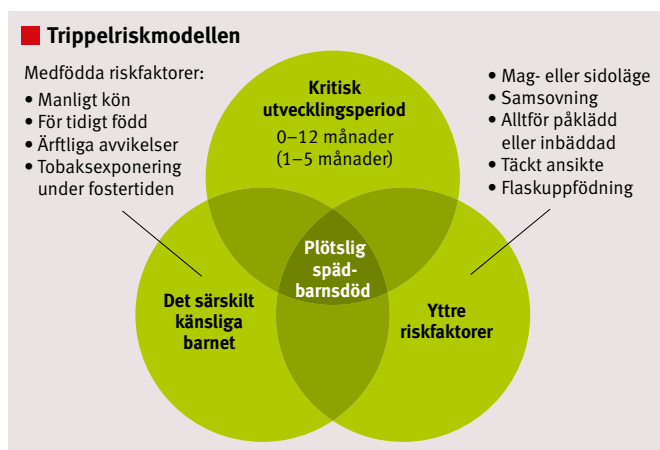 Trippelriskmodellen
Medfödda riskfaktorer:
• Manligt kön
• För tidigt född
• Ärftliga avvikelser
• Tobaksexponering
under fostertiden
Kritisk
utvecklingsperiod
0–12 månader
(1–5 månader)
• Mag- eller sidoläge
• Samsovning
• Alltför påklädd
eller inbäddad
• Täckt ansikte
• Flaskuppfödning
Plötslig
späd-
barnsdöd
Det särskilt
känsliga
barnet
Yttre
riskfaktorer